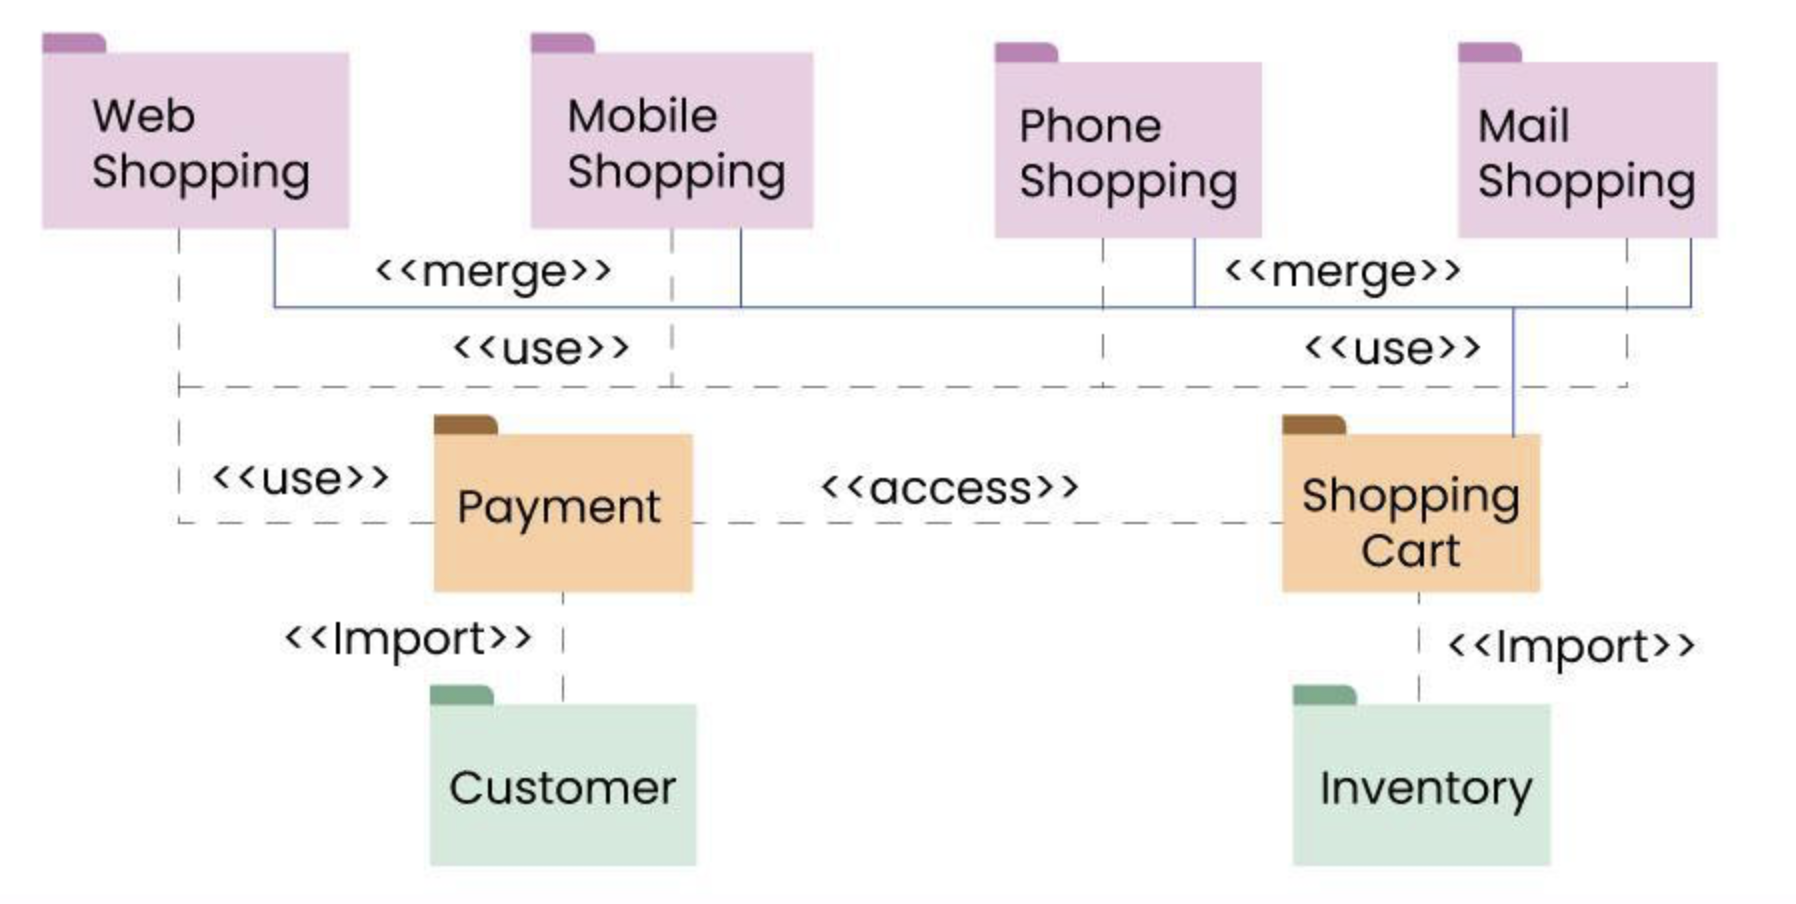 Web
Shopping
Mobile
Shopping
Phone
Shopping
Mail
Shopping
<<merge>>
<<merge>>
<<use>>
<<use>>
<<use>>
Payment
<<access>>
Shopping
Cart
<<Import>>
<<Import>>
Customer
Inventory